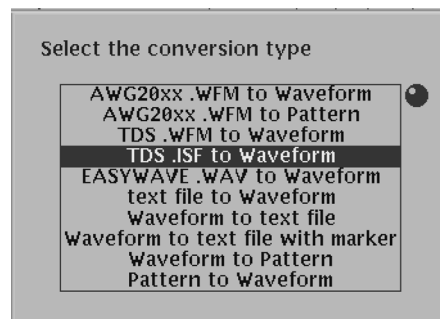 Select the conversion type
AWG20xx .WFM to Waveform
AWG20xx .WFM to Pattern
TDS .WFM to Waveform
TDS .ISF to Waveform
EASYWAVE .WAV to Waveform
text file to Waveform
Waveform to text file
Waveform to text file with marker
Waveform to Pattern
Pattern to Waveform